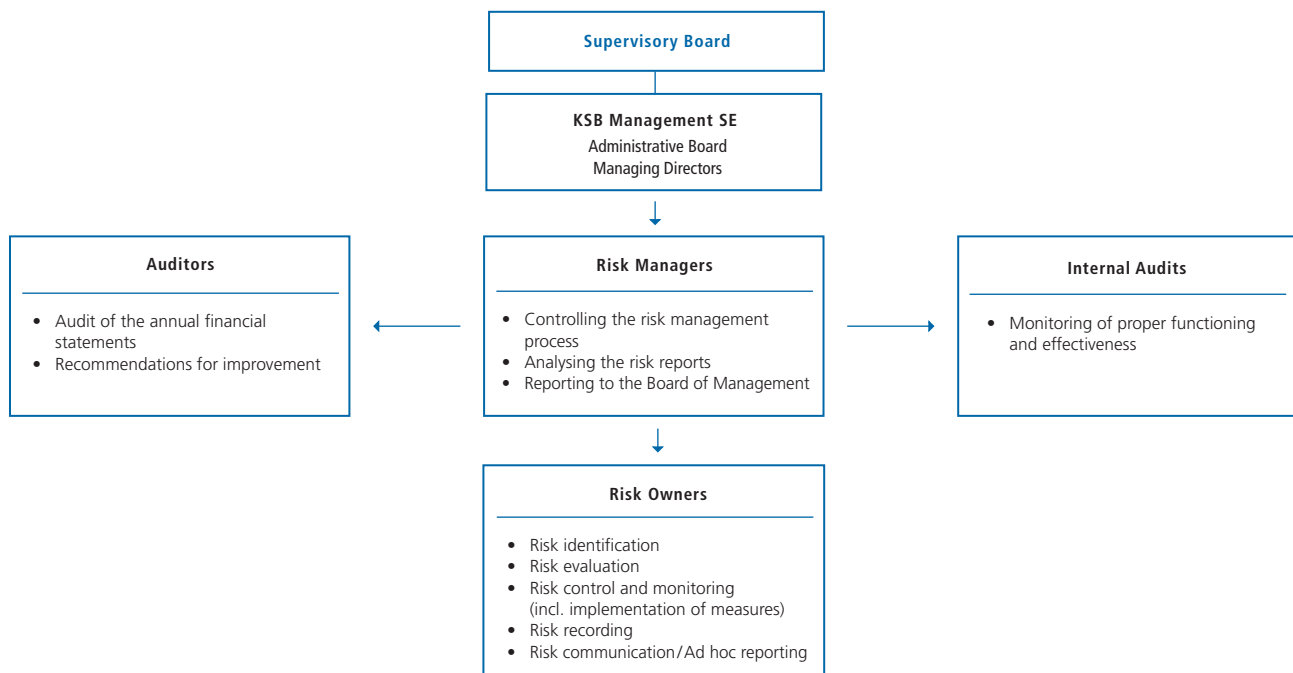 Supervisory Board
KSB Management SE
Administrative Board
Managing Directors
Auditors
• Audit of the annual financial
statements
• Recommendations for improvement
Risk Managers
• Controlling the risk management
process
• Analysing the risk reports
• Reporting to the Board of Management
Internal Audits
• Monitoring of proper functioning
and effectiveness
Risk Owners
• Risk identification
• Risk evaluation
• Risk control and monitoring
(incl. implementation of measures)
• Risk recording
• Risk communication/Ad hoc reporting